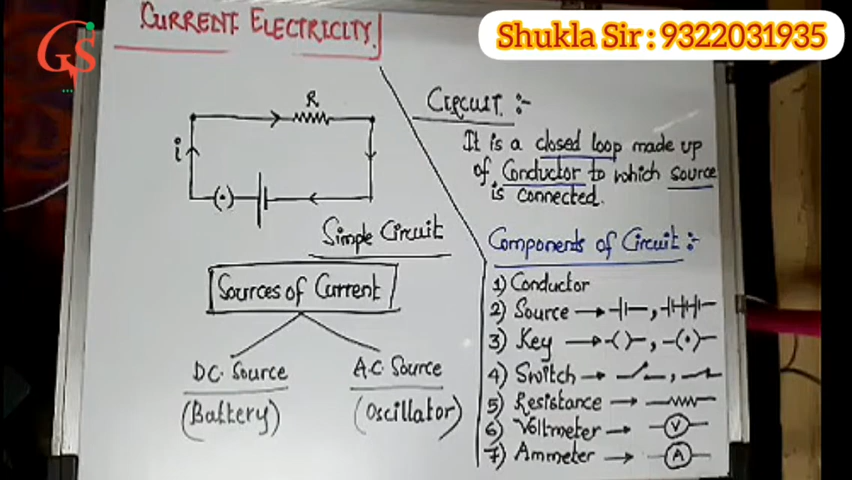 CURRENT ELECTRICITY
Shukla Sir : 9322031935
GS
R
i
Simple Circuit
Sources of Current
D.C. Source
(Battery)
A.C Source
(Oscillator)
CIRCUIT :-
It is a closed loop made up
of Conductor to which source
is connected.
Components of Circuit :-
1) Conductor
2) Source → ,
3) Key → ,
4) Switch → ,
5) Resistance →
6) Voltmeter → V
7) Ammeter → A